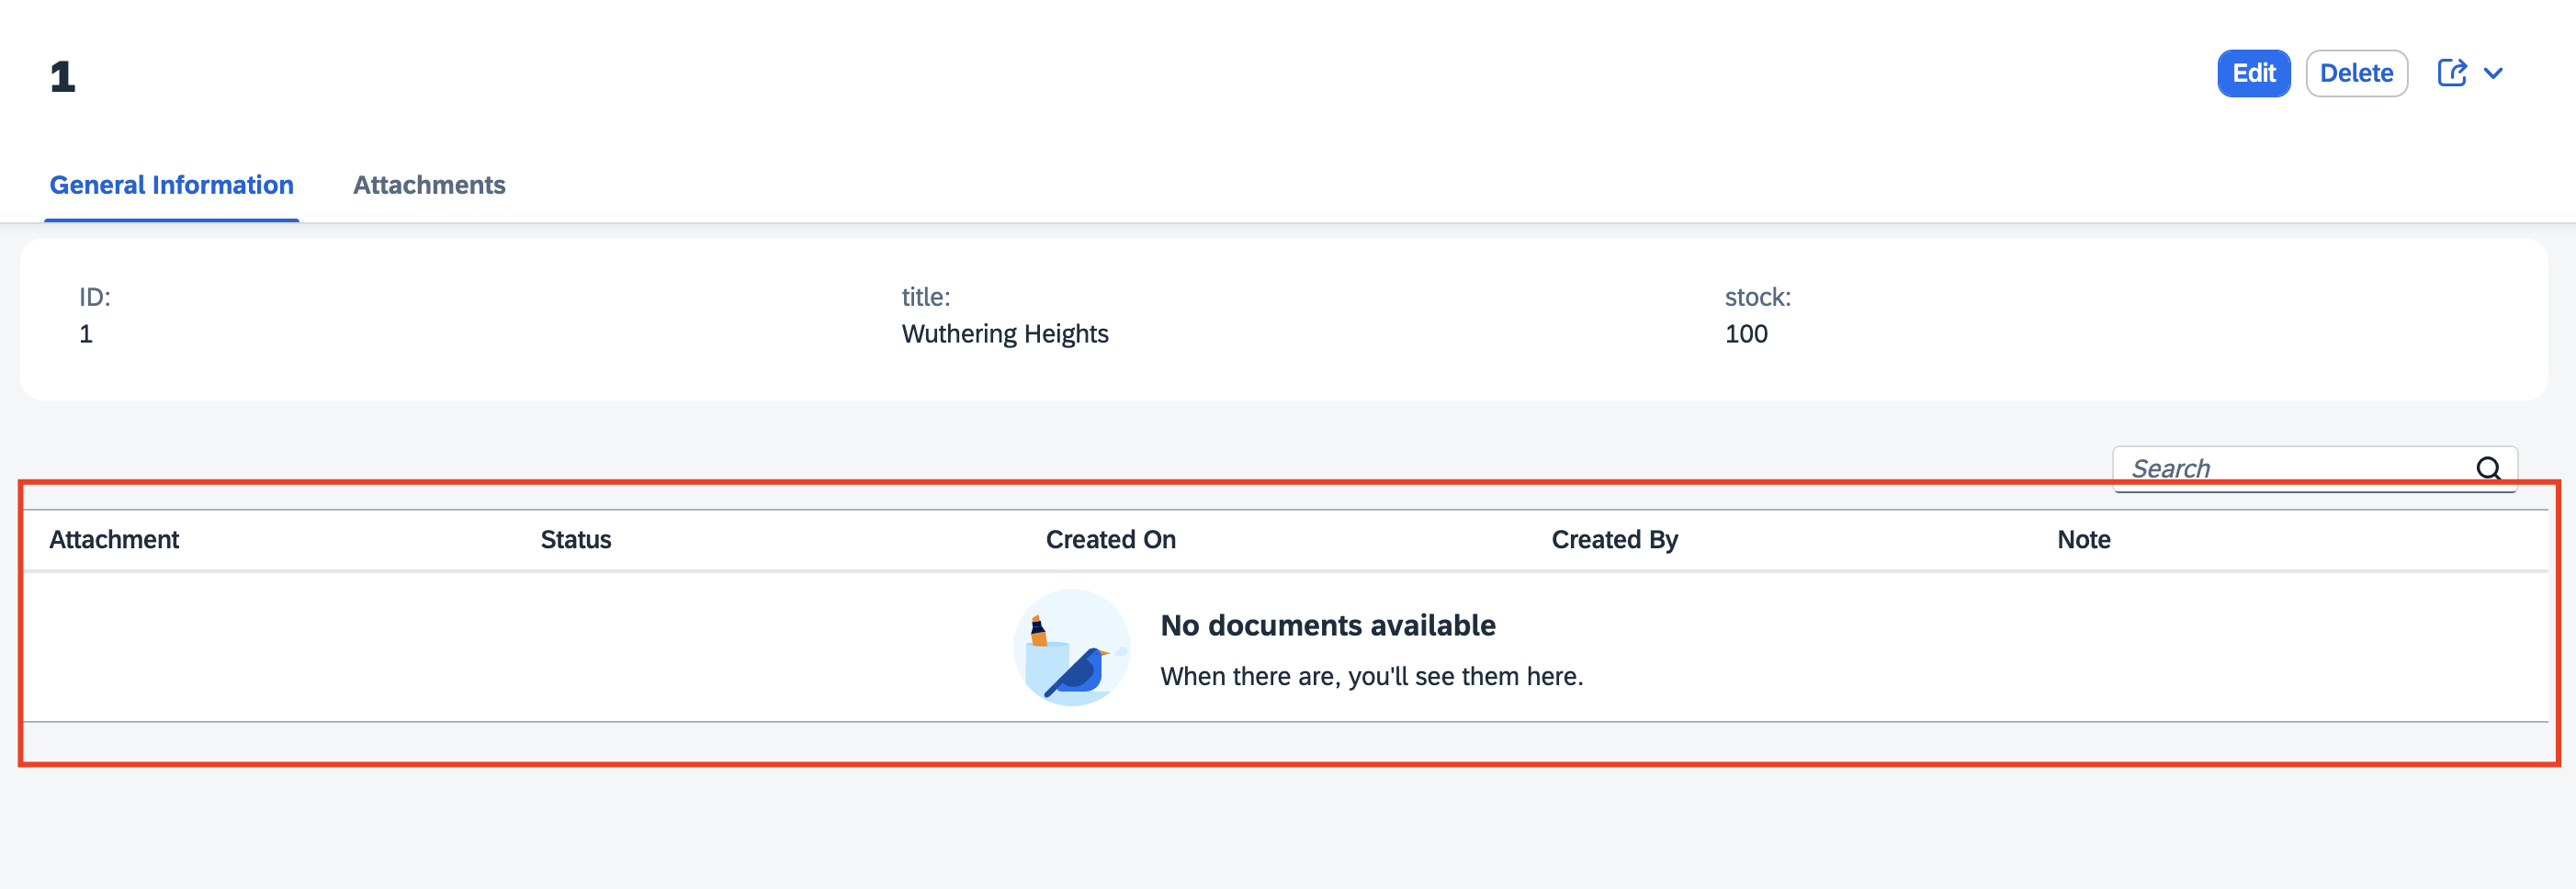 1
Edit Delete
General Information Attachments
ID: title: stock:
1 Wuthering Heights 100
Search
Attachment Status Created On Created By Note
No documents available
When there are, you'll see them here.